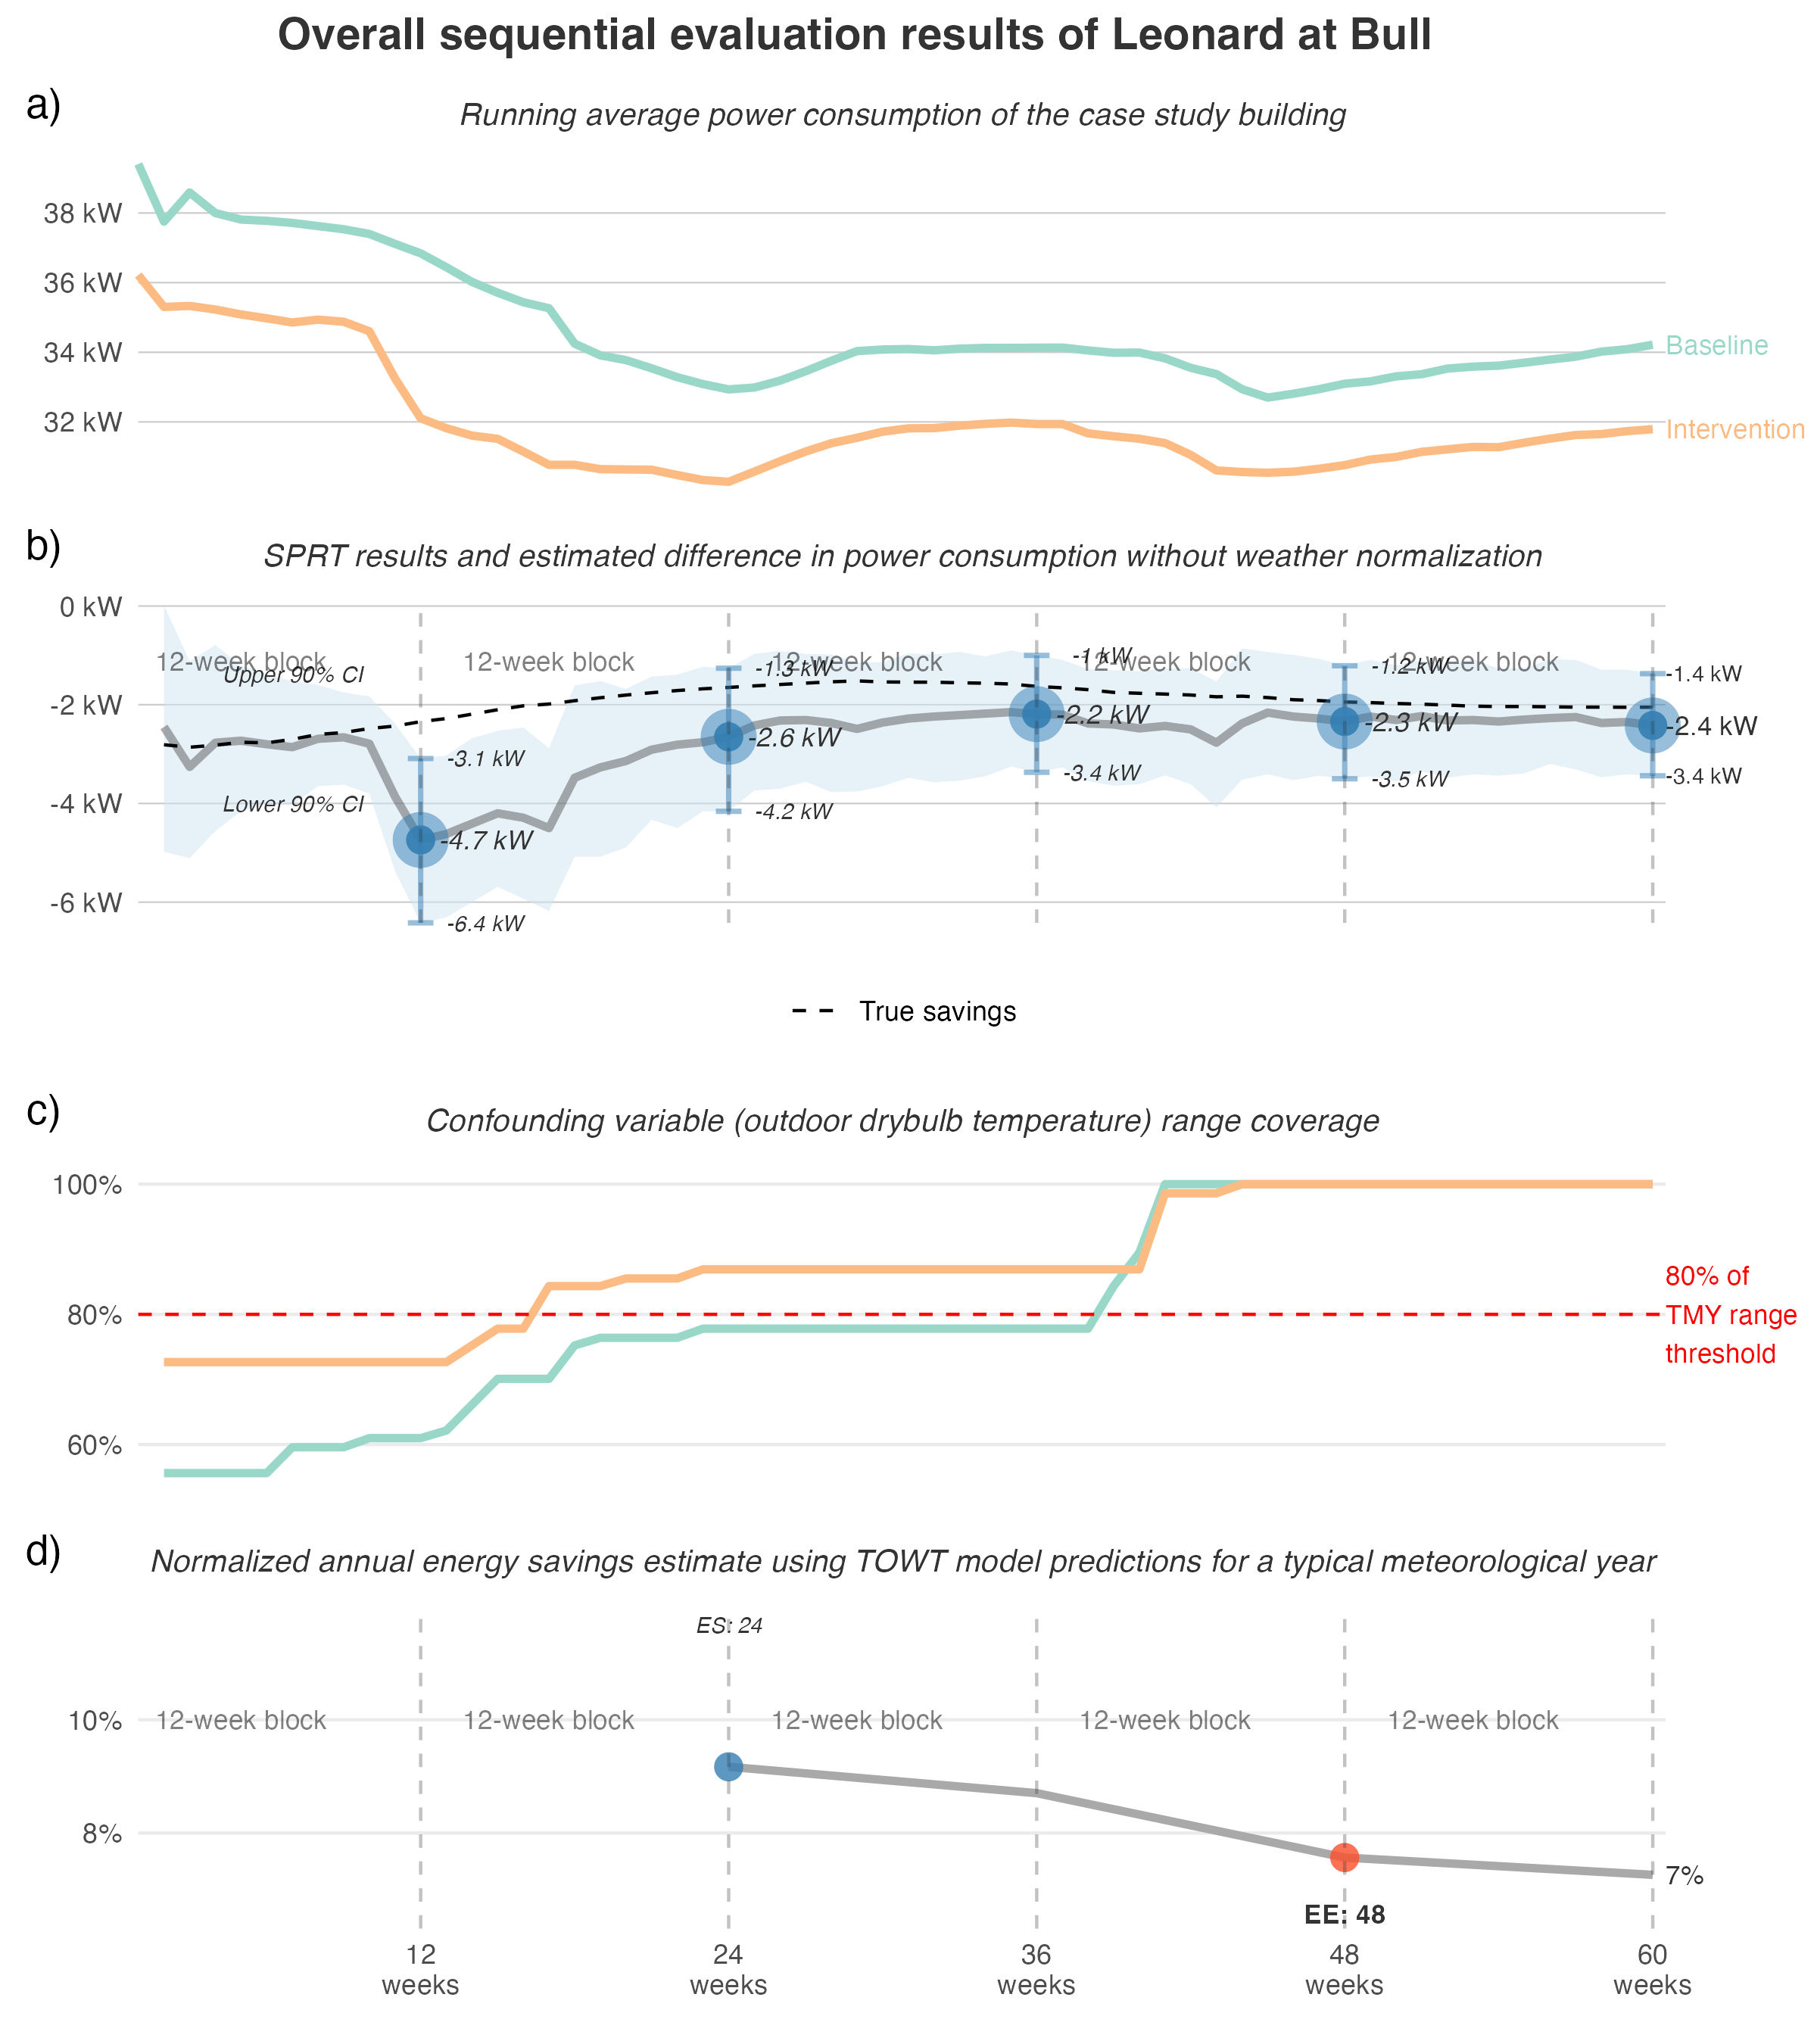 Overall sequential evaluation results of Leonard at Bull
a)
Running average power consumption of the case study building
38 kW
36 kW
34 kW
32 kW
Baseline
Intervention
b)
SPRT results and estimated difference in power consumption without weather normalization
0 kW
-2 kW
-4 kW
-6 kW
12-week block
12-week block
12-week block
12-week block
12-week block
Upper 90% CI
Lower 90% CI
-3.1 kW
-4.7 kW
-6.4 kW
-1.3 kW
-2.6 kW
-4.2 kW
-1 kW
-2.2 kW
-3.4 kW
-1.2 kW
-2.3 kW
-3.5 kW
-1.4 kW
-2.4 kW
-3.4 kW
True savings
c)
Confounding variable (outdoor drybulb temperature) range coverage
100%
80%
60%
80% of
TMY range
threshold
d)
Normalized annual energy savings estimate using TOWT model predictions for a typical meteorological year
ES: 24
10%
8%
12-week block
12-week block
12-week block
12-week block
12-week block
7%
EE: 48
12
weeks
24
weeks
36
weeks
48
weeks
60
weeks